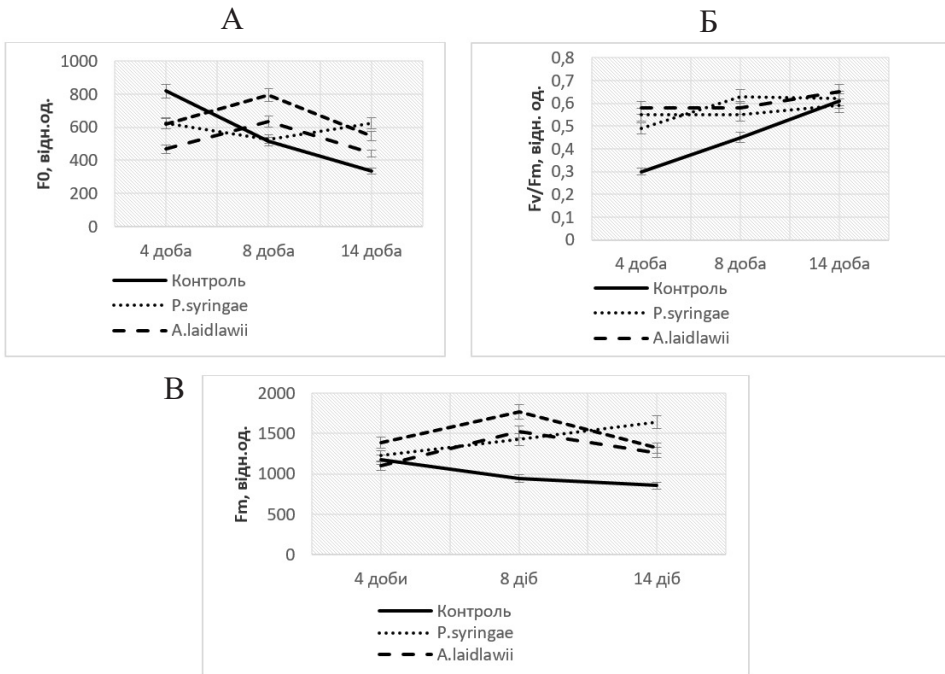 А
F0, відн.од.
1000
800
600
400
200
0
4 доба 8 доба 14 доба
Контроль
P.syringae
A.laidlawii
Б
Fv/Fm, відн. од.
0,8
0,7
0,6
0,5
0,4
0,3
0,2
0,1
0
4 доба 8 доба 14 доба
Контроль
P.syringae
A.laidlawii
В
Fm, відн.од.
2000
1500
1000
500
0
4 доби 8 діб 14 діб
Контроль
P.syringae
A.laidlawii